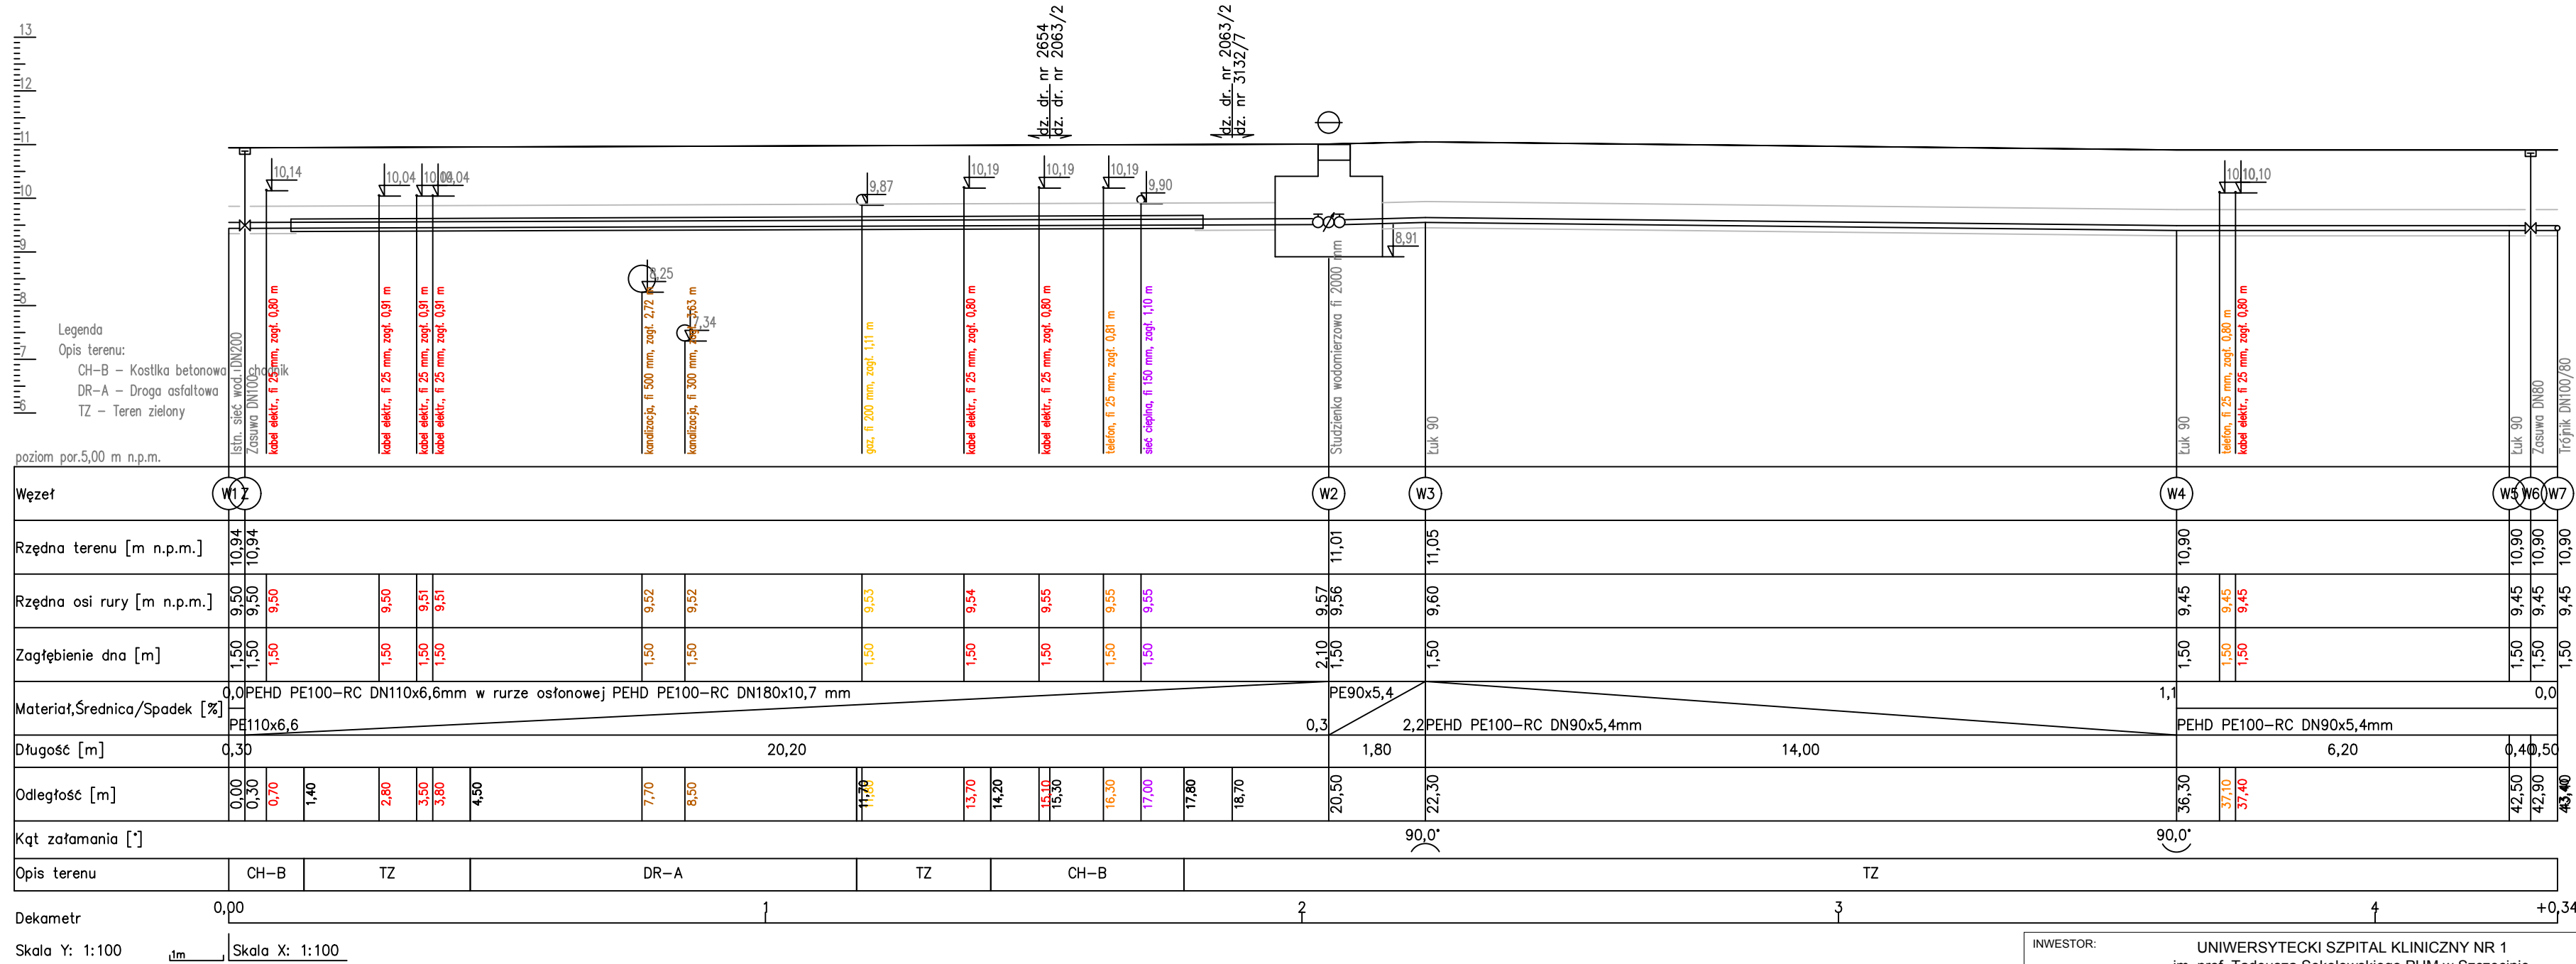 13
12
11
10
9
8
7
6
dz. dr. nr 2654
dz. dr. nr 2063/2
dz. dr. nr 2063/2
dz. nr 3132/7
10,14
10,04
10,04
10,04
9,87
10,19
10,19
10,19
9,90
8,25
7,34
8,91
10,10
10,10
Legenda
Opis terenu:
CH-B - Kostka betonowa - chodnik
DR-A - Droga asfaltowa
TZ - Teren zielony
poziom por.5,00 m n.p.m.
Istn. sieć wod. DN200
Zasuwa DN100
kabel elektr., fi 25 mm, zagł. 0,80 m
kabel elektr., fi 25 mm, zagł. 0,91 m
kabel elektr., fi 25 mm, zagł. 0,91 m
kabel elektr., fi 25 mm, zagł. 0,91 m
kanalizacja, fi 500 mm, zagł. 2,72 m
kanalizacja, fi 300 mm, zagł. 3,63 m
gaz, fi 200 mm, zagł. 1,11 m
kabel elektr., fi 25 mm, zagł. 0,80 m
kabel elektr., fi 25 mm, zagł. 0,80 m
telefon, fi 25 mm, zagł. 0,81 m
sieć cieplna, fi 150 mm, zagł. 1,10 m
Studzienka wodomierzowa fi 2000 mm
Łuk 90
Łuk 90
telefon, fi 25 mm, zagł. 0,80 m
kabel elektr., fi 25 mm, zagł. 0,80 m
Łuk 90
Zasuwa DN80
Trójnik DN100/80
Węzeł W1 Z W2 W3 W4 W5 W6 W7
Rzędna terenu [m n.p.m.] 10,94 10,94 11,01 11,05 10,90 10,90 10,90 10,90
Rzędna osi rury [m n.p.m.] 9,50 9,50 9,50 9,50 9,51 9,51 9,52 9,52 9,53 9,54 9,55 9,55 9,55 9,57 9,56 9,60 9,45 9,45 9,45 9,45 9,45 9,45
Zagłębienie dna [m] 1,50 1,50 1,50 1,50 1,50 1,50 1,50 1,50 1,50 1,50 1,50 1,50 1,50 2,10 1,50 1,50 1,50 1,50 1,50 1,50 1,50 1,50
Materiał,Średnica/Spadek [%]
0,0 PEHD PE100-RC DN110x6,6mm w rurze osłonowej PEHD PE100-RC DN180x10,7 mm PE90x5,4 1,1 0,0
PE110x6,6 0,3 2,2 PEHD PE100-RC DN90x5,4mm PEHD PE100-RC DN90x5,4mm
Długość [m] 0,30 20,20 1,80 14,00 6,20 0,40 0,50
Odległość [m] 0,00 0,30 0,70 1,40 2,80 3,50 3,80 4,50 7,70 8,50 11,70 11,80 13,70 14,20 15,10 15,30 16,30 17,00 17,80 18,70 20,50 22,30 36,30 37,10 37,40 42,50 42,90 43,40
Kąt załamania [°] 90,0° 90,0°
Opis terenu CH-B TZ DR-A TZ CH-B TZ
Dekametr 0,00 1 2 3 4 +0,34
Skala Y: 1:100 1m Skala X: 1:100
INWESTOR: UNIWERSYTECKI SZPITAL KLINICZNY NR 1
im. prof. Tadeusza Sokołowskiego PUM w Szczecinie